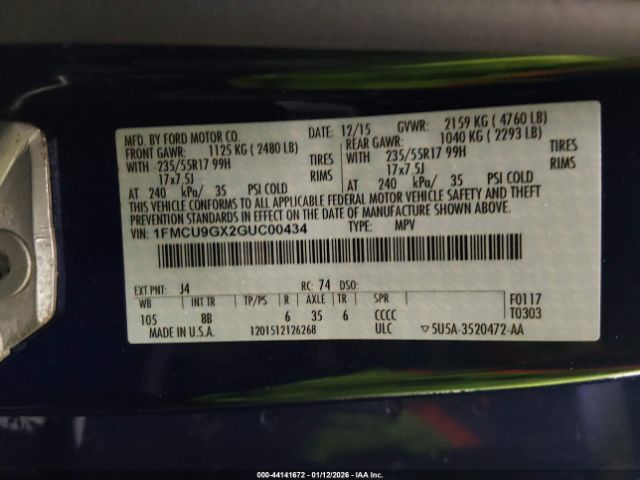 MFD. BY FORD MOTOR CO. DATE: 12/15 GVWR: 2159 KG ( 4760 LB)
FRONT GAWR: 1125 KG ( 2480 LB) REAR GAWR: 1040 KG ( 2293 LB)
WITH 235/55R17 99H TIRES WITH 235/55R17 99H TIRES
17x7.5J RIMS 17x7.5J RIMS
AT 240 kPa/ 35 PSI COLD AT 240 kPa/ 35 PSI COLD
THIS VEHICLE CONFORMS TO ALL APPLICABLE FEDERAL MOTOR VEHICLE SAFETY AND THEFT
PREVENTION STANDARDS IN EFFECT ON THE DATE OF MANUFACTURE SHOWN ABOVE.
VIN: 1FMCU9GX2GUC00434 TYPE: MPV
EXT PNT: J4 RC: 74 DSO:
WB INT TR TP/PS R AXLE TR SPR F0117
105 8B 6 35 6 CCCC T0303
MADE IN U.S.A. 1201512126268 ULC ▽5U5A-3520472-AA
000-44141672 - 01/12/2026 - IAA Inc.